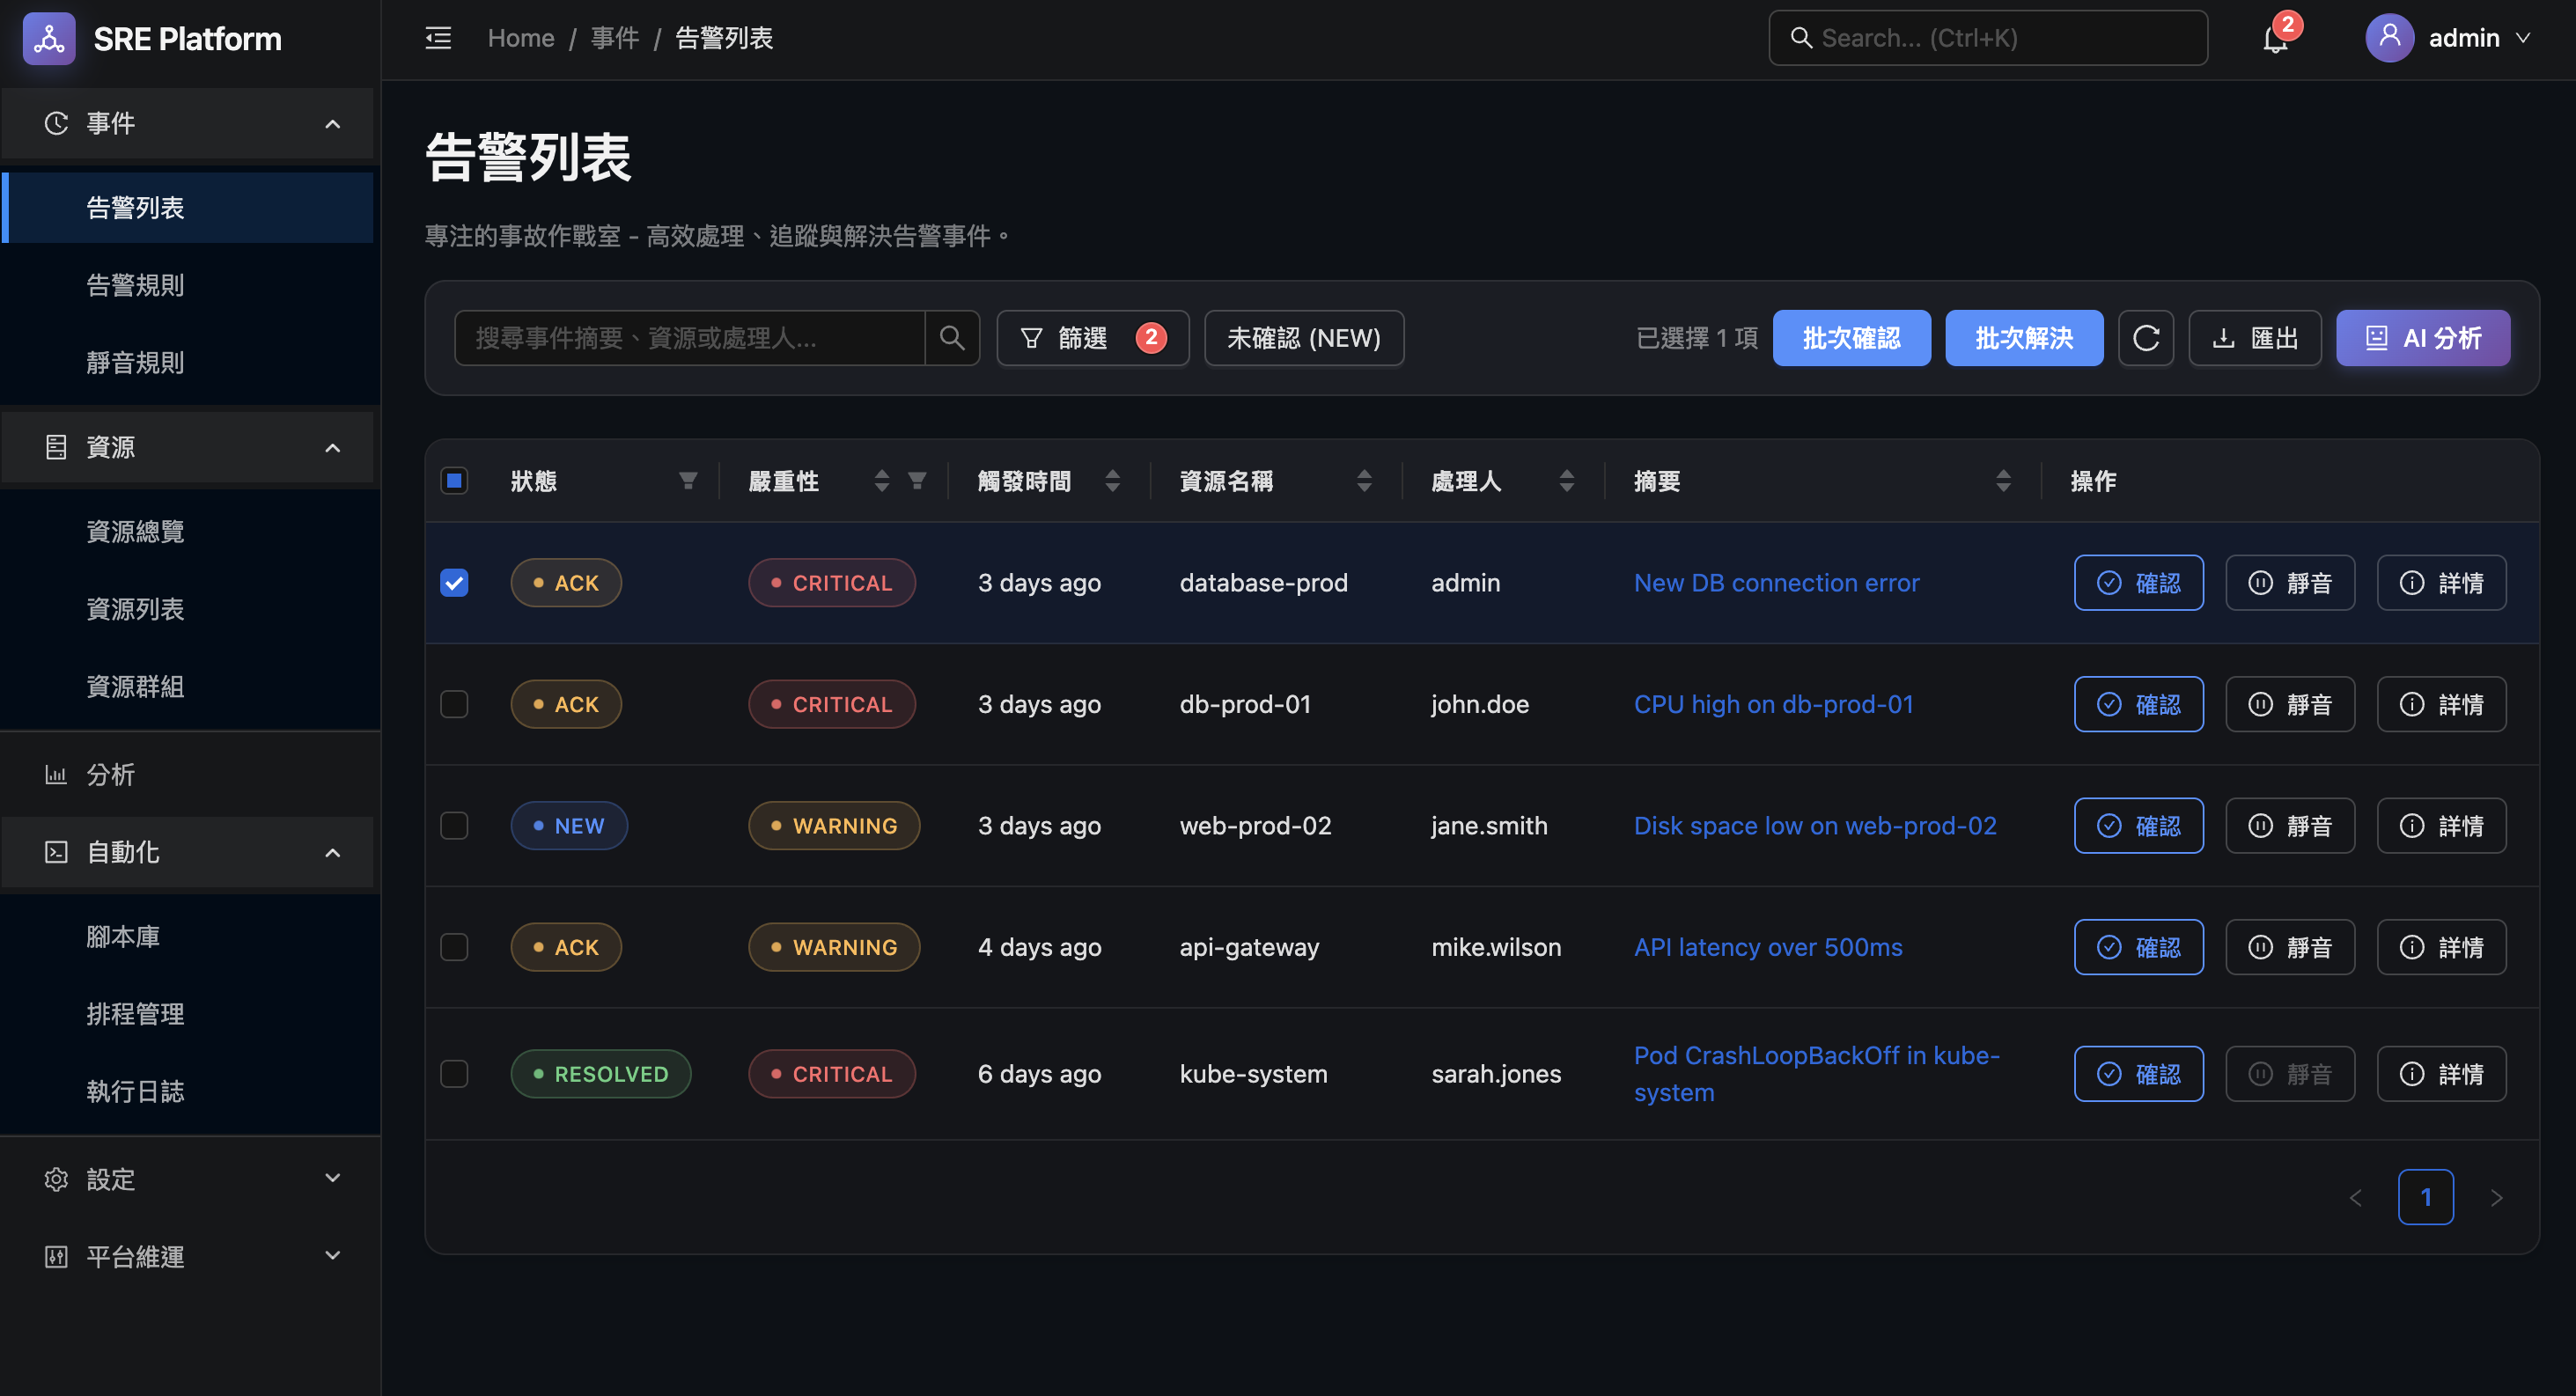 SRE Platform
Home / 事件 / 告警列表
Search... (Ctrl+K)
2
admin
事件
告警列表
告警規則
靜音規則
資源
資源總覽
資源列表
資源群組
分析
自動化
腳本庫
排程管理
執行日誌
設定
平台維運
告警列表
專注的事故作戰室 - 高效處理、追蹤與解決告警事件。
搜尋事件摘要、資源或處理人... 篩選 2 未確認 (NEW) 已選擇 1 項 批次確認 批次解決 匯出 AI 分析
狀態 嚴重性 觸發時間 資源名稱 處理人 摘要 操作
ACK CRITICAL 3 days ago database-prod admin New DB connection error 確認 靜音 詳情
ACK CRITICAL 3 days ago db-prod-01 john.doe CPU high on db-prod-01 確認 靜音 詳情
NEW WARNING 3 days ago web-prod-02 jane.smith Disk space low on web-prod-02 確認 靜音 詳情
ACK WARNING 4 days ago api-gateway mike.wilson API latency over 500ms 確認 靜音 詳情
RESOLVED CRITICAL 6 days ago kube-system sarah.jones Pod CrashLoopBackOff in kube-
system 確認 靜音 詳情
1